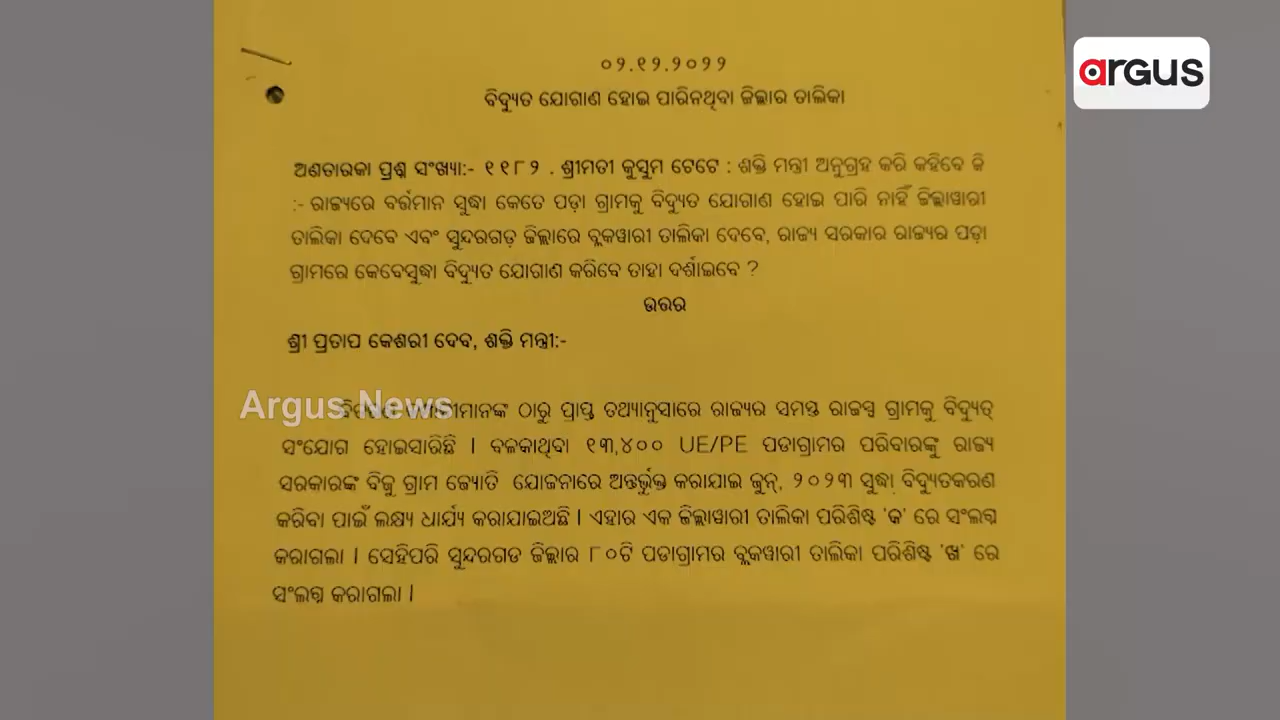 argus
୦୨.୧୨.୨୦୨୨
ବିଦ୍ୟୁତ ଯୋଗାଣ ହୋଇ ପାରିନଥିବା ଜିଲ୍ଲାର ତାଲିକା
ଅଣତାରକା ପ୍ରଶ୍ନ ସଂଖ୍ୟା:- ୧୧୮୨ . ଶ୍ରୀମତୀ କୁସୁମ ଟେଟେ : ଶକ୍ତି ମନ୍ତ୍ରୀ ଅନୁଗ୍ରହ କରି କହିବେ କି
:- ରାଜ୍ୟରେ ବର୍ତ୍ତମାନ ସୁଦ୍ଧା କେତେ ପଡ଼ା ଗ୍ରାମକୁ ବିଦ୍ୟୁତ ଯୋଗାଣ ହୋଇ ପାରି ନାହିଁ ଜିଲ୍ଲାୱାରୀ
ତାଲିକା ଦେବେ ଏବଂ ସୁନ୍ଦରଗଡ଼ ଜିଲ୍ଲାରେ ବ୍ଲକୱାରୀ ତାଲିକା ଦେବେ, ରାଜ୍ୟ ସରକାର ରାଜ୍ୟର ପଡ଼ା
ଗ୍ରାମରେ କେବେସୁଦ୍ଧା ବିଦ୍ୟୁତ ଯୋଗାଣ କରିବେ ତାହା ଦର୍ଶାଇବେ ?
ଉତ୍ତର
ଶ୍ରୀ ପ୍ରତାପ କେଶରୀ ଦେବ, ଶକ୍ତି ମନ୍ତ୍ରୀ:-
Argus News ଠାରୁ ପ୍ରାପ୍ତ ତଥ୍ୟାନୁସାରେ ରାଜ୍ୟର ସମସ୍ତ ରାଜସ୍ୱ ଗ୍ରାମକୁ ବିଦ୍ୟୁତ୍
ସଂଯୋଗ ହୋଇସାରିଛି । ବଳକାଥିବା ୧୩,୪୦୦ UE/PE ପଡାଗ୍ରାମର ପରିବାରଙ୍କୁ ରାଜ୍ୟ
ସରକାରଙ୍କ ବିଜୁ ଗ୍ରାମ ଜ୍ୟୋତି ଯୋଜନାରେ ଅନ୍ତର୍ଭୁକ୍ତ କରାଯାଇ ଜୁନ୍, ୨୦୨୩ ସୁଦ୍ଧା ବିଦ୍ୟୁତକରଣ
କରିବା ପାଇଁ ଲକ୍ଷ୍ୟ ଧାର୍ଯ୍ୟ କରାଯାଇଅଛି । ଏହାର ଏକ ଜିଲ୍ଲାୱାରୀ ତାଲିକା ପରିଶିଷ୍ଟ 'କ' ରେ ସଂଲଗ୍ନ
କରାଗଲା । ସେହିପରି ସୁନ୍ଦରଗଡ ଜିଲ୍ଲାର ୮୦ଟି ପଡାଗ୍ରାମର ବ୍ଲକୱାରୀ ତାଲିକା ପରିଶିଷ୍ଟ 'ଖ' ରେ
ସଂଲଗ୍ନ କରାଗଲା ।